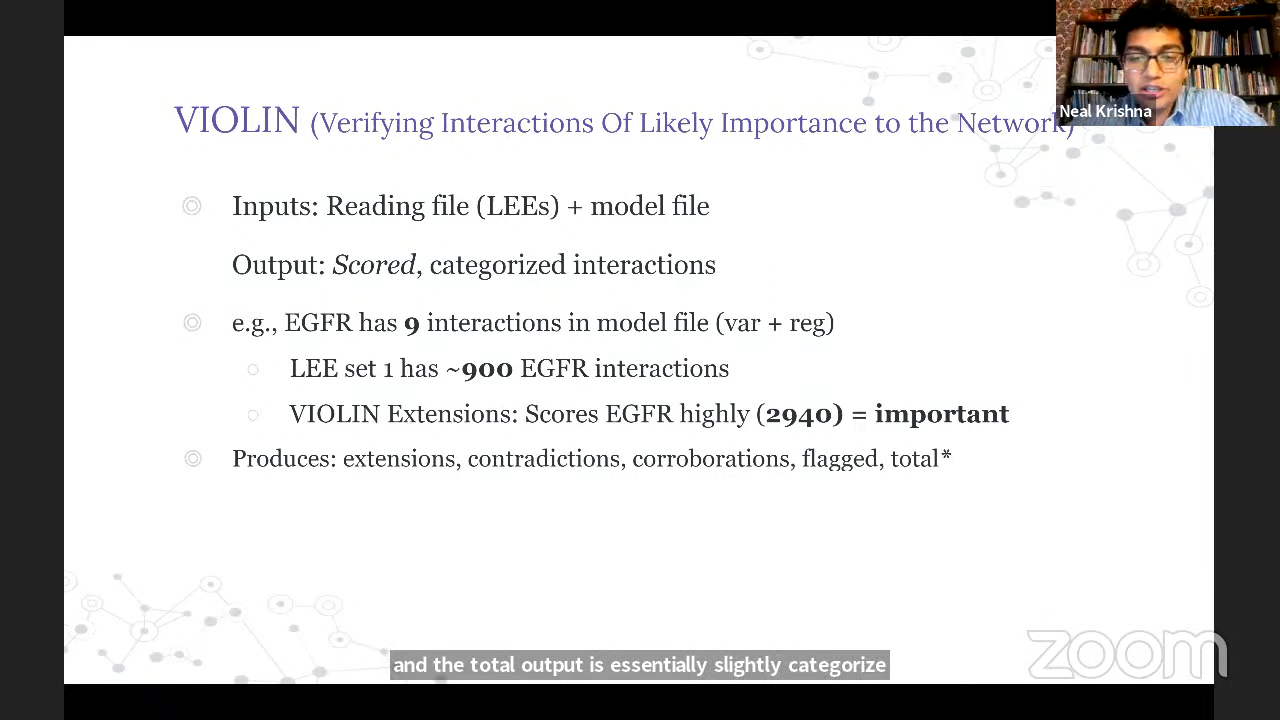 VIOLIN (Verifying Interactions Of Likely Importance to the Network)
Neal Krishna
Inputs: Reading file (LEEs) + model file
Output: Scored, categorized interactions
e.g., EGFR has 9 interactions in model file (var + reg)
LEE set 1 has ~900 EGFR interactions
VIOLIN Extensions: Scores EGFR highly (2940) = important
Produces: extensions, contradictions, corroborations, flagged, total*
zoom
and the total output is essentially slightly categorize